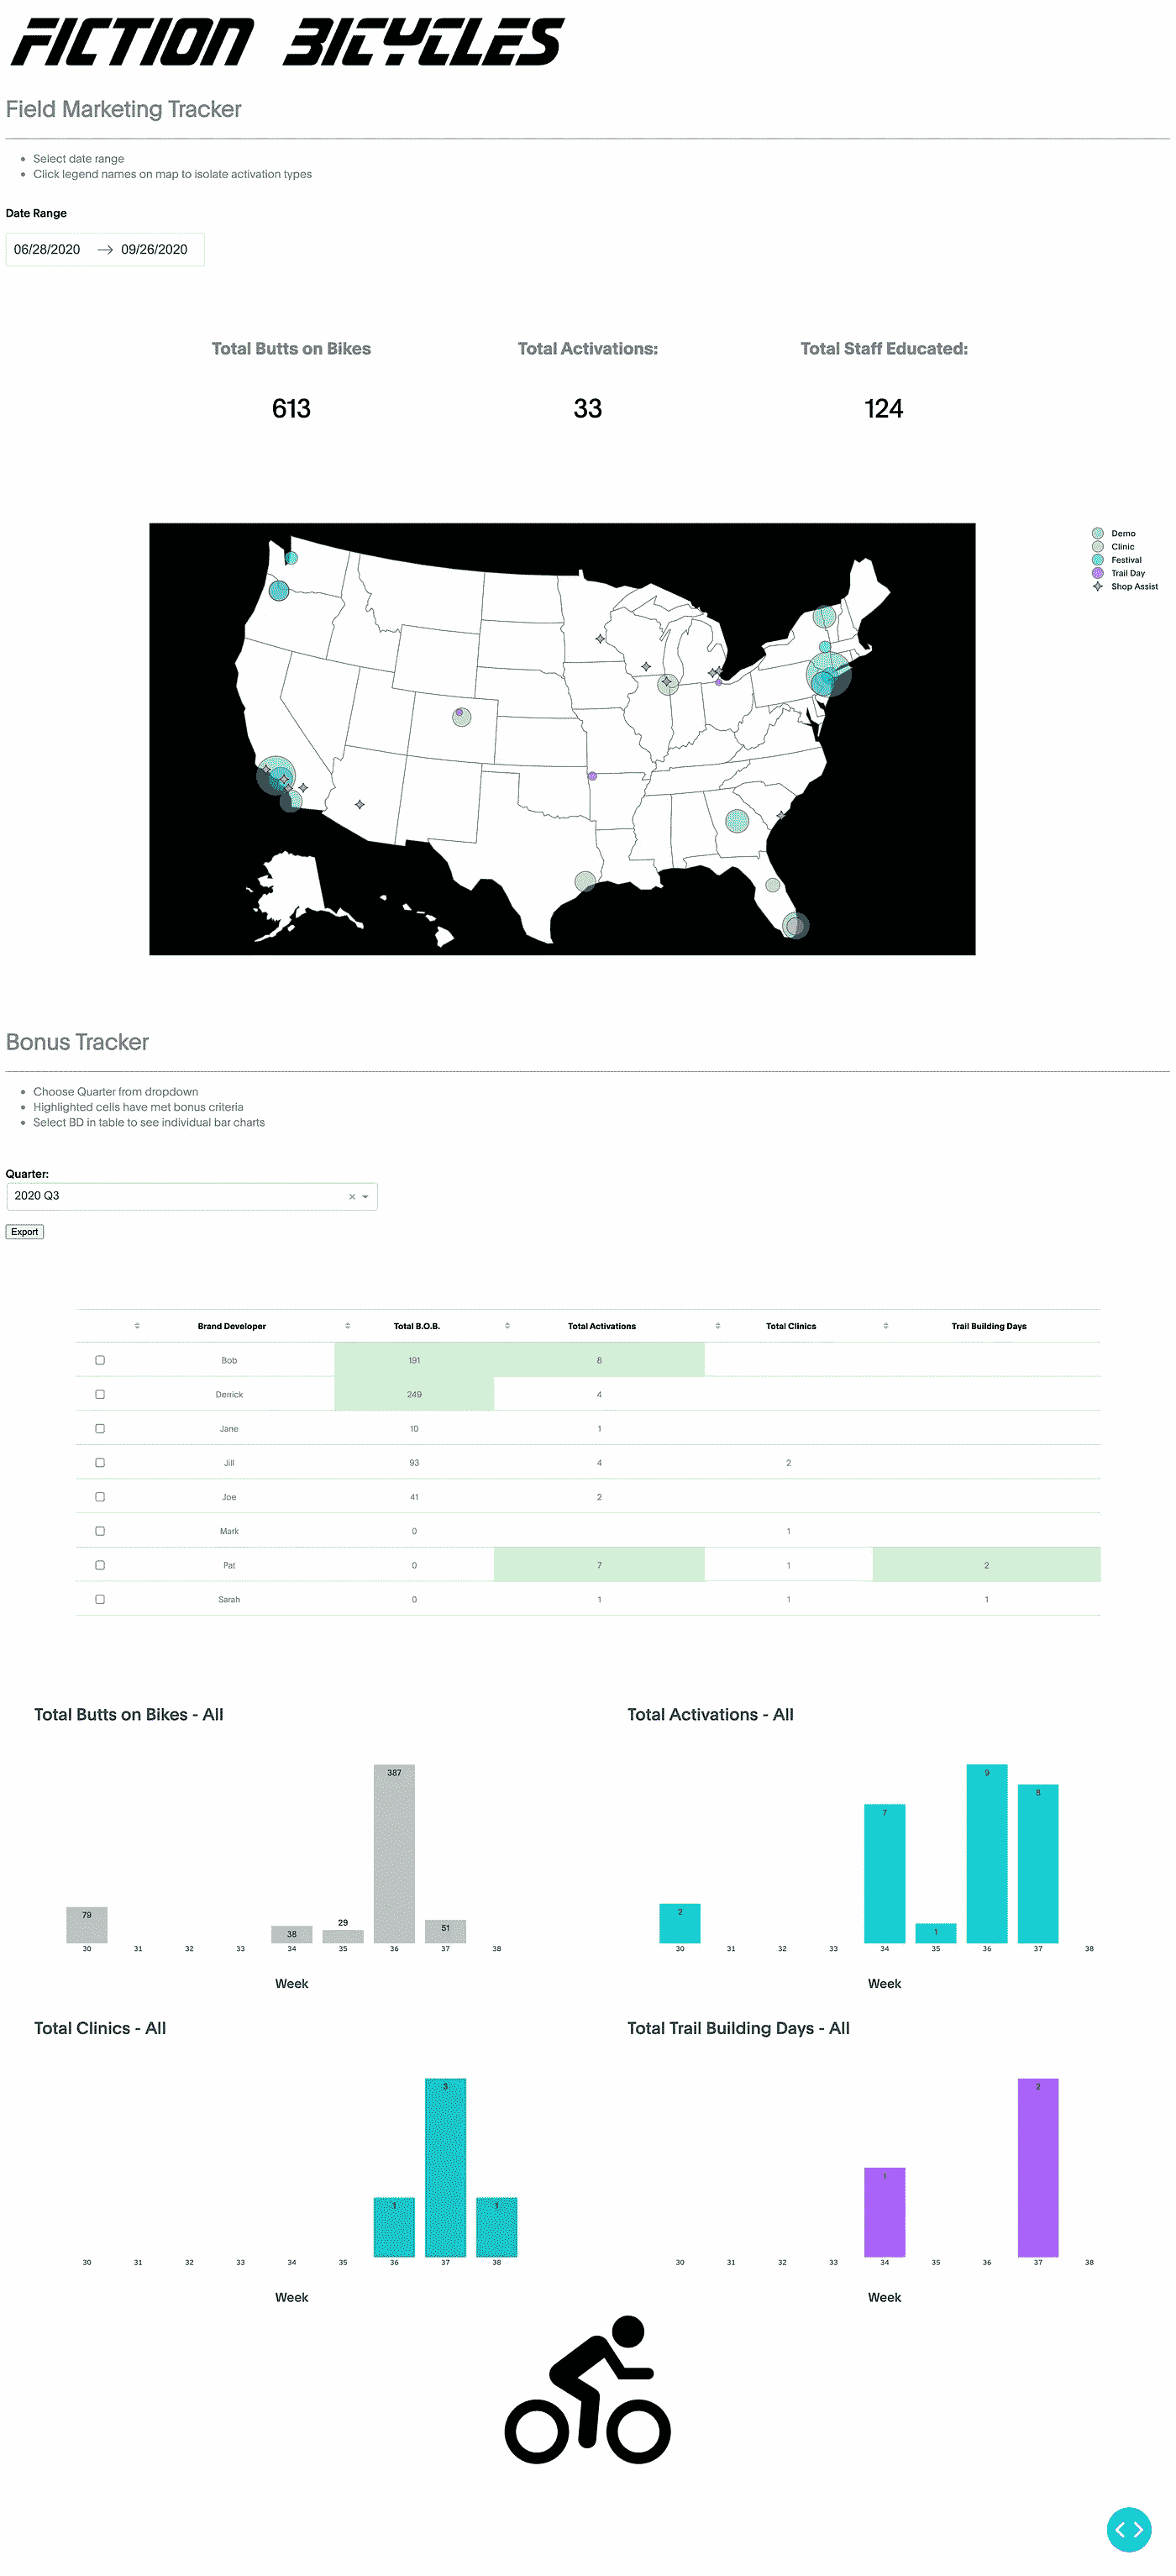 FICTION BICYCLES
Field Marketing Tracker
Select date range
Click legend names on map to isolate activation types
Date Range
06/28/2020 → 09/26/2020
Total Butts on Bikes Total Activations: Total Staff Educated:
613 33 124
Demo
Clinic
Festival
Trail Day
Shop Assist
Bonus Tracker
Choose Quarter from dropdown
Highlighted cells have met bonus criteria
Select BD in table to see individual bar charts
Quarter:
2020 Q3 ×
Export
Brand Developer Total B.O.B. Total Activations Total Clinics Trail Building Days
Bob 191 8
Derrick 249 4
Jane 10 1
Jill 93 4 2
Joe 41 2
Mark 0 1
Pat 0 7 1 2
Sarah 0 1 1 1
Total Butts on Bikes - All
387
79
38
29
51
30 31 32 33 34 35 36 37 38
Week
Total Activations - All
2
7
1
9
8
30 31 32 33 34 35 36 37 38
Week
Total Clinics - All
1
3
1
30 31 32 33 34 35 36 37 38
Week
Total Trail Building Days - All
1
2
30 31 32 33 34 35 36 37 38
Week